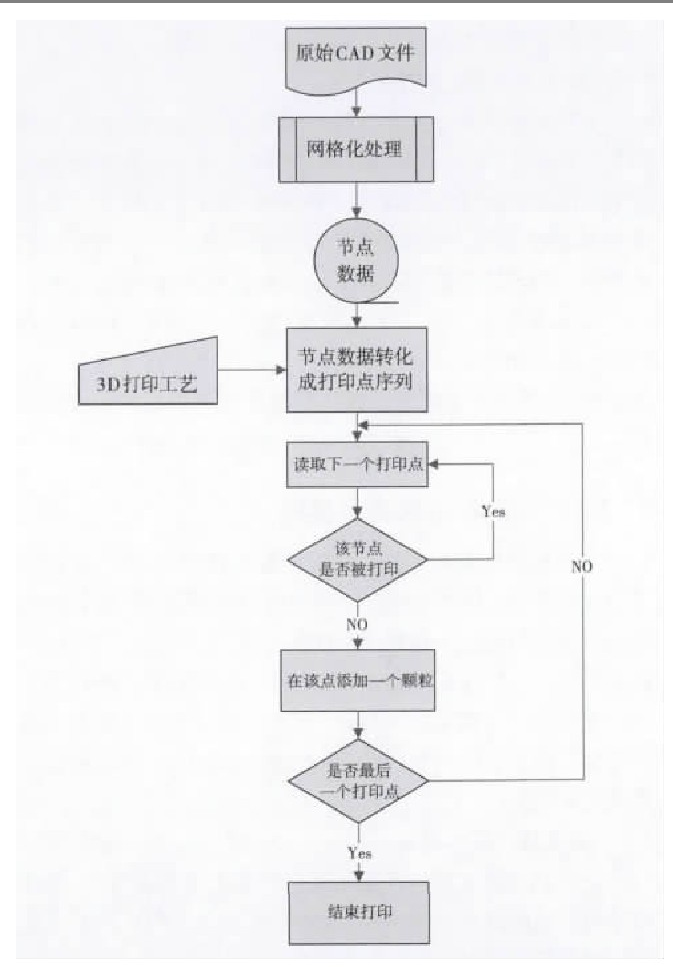 原始CAD文件
网格化处理
节点
数据
节点数据转化
成打印点序列
3D打印工艺
读取下一个打印点
Yes
该节点
是否被打印
NO
NO
在该点添加一个颗粒
是否最后
一个打印点
Yes
结束打印